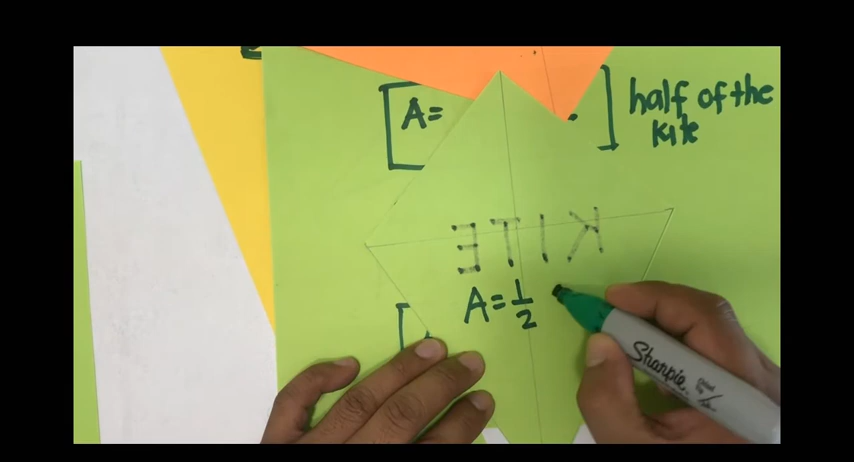 [A= ] half of the
kite
KITE
A=1/2
[
Sharpie